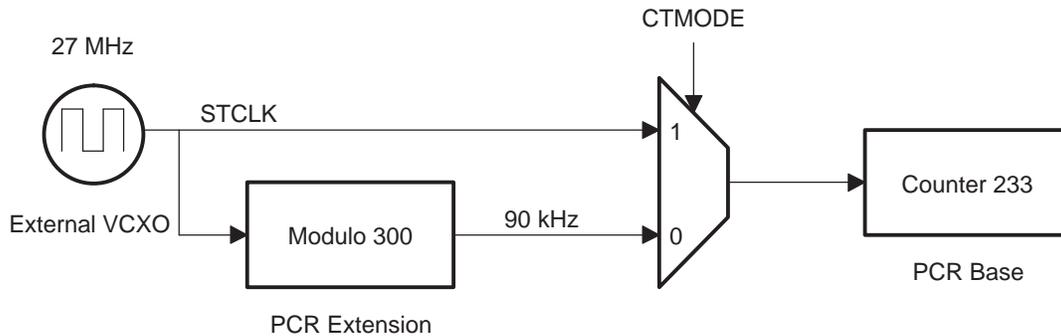 CTMODE
27 MHz
STCLK
1
Counter 233
External VCXO
Modulo 300
90 kHz
0
PCR Base
PCR Extension